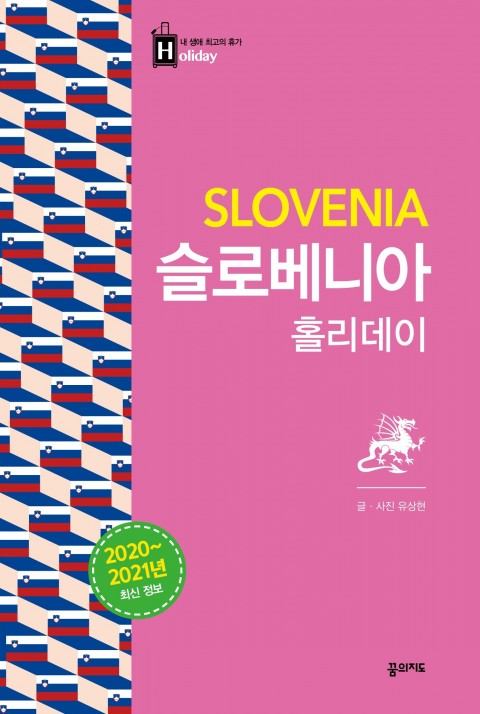 내 생애 최고의 휴가
Holiday
SLOVENIA
슬로베니아
홀리데이
글 · 사진 유상현
2020~
2021년
최신 정보
꿈의지도